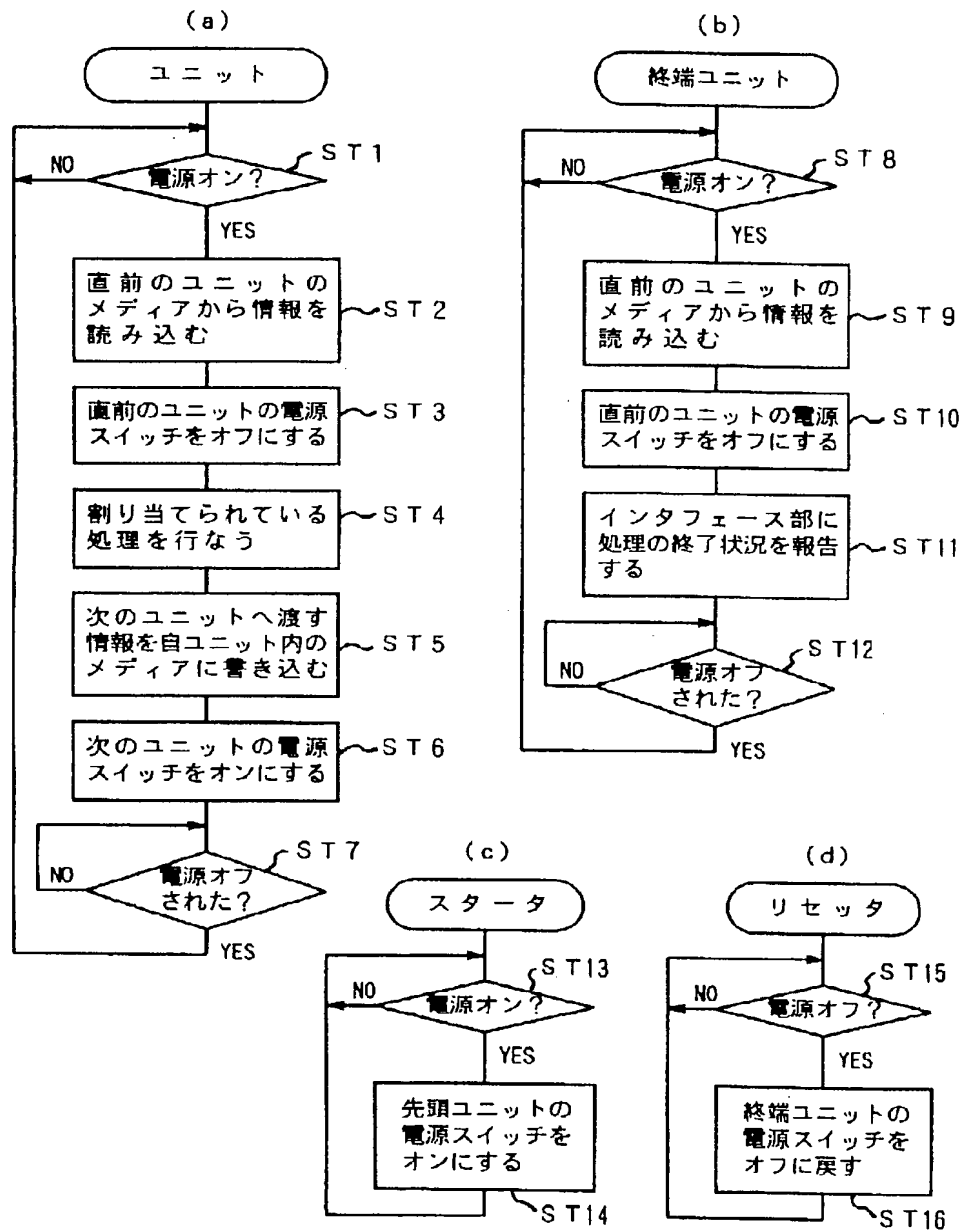 (a)
ユニット
ST1
電源オン？
NO
YES
直前のユニットの
メディアから情報を
読み込む
ST2
直前のユニットの電源
スイッチをオフにする
ST3
割り当てられている
処理を行なう
ST4
次のユニットへ渡す
情報を自ユニット内の
メディアに書き込む
ST5
次のユニットの電源
スイッチをオンにする
ST6
ST7
電源オフ
された？
NO
YES
(b)
終端ユニット
ST8
電源オン？
NO
YES
直前のユニットの
メディアから情報を
読み込む
ST9
直前のユニットの電源
スイッチをオフにする
ST10
インタフェース部に
処理の終了状況を報告
する
ST11
ST12
電源オフ
された？
NO
YES
(c)
スタータ
ST13
電源オン？
NO
YES
先頭ユニットの
電源スイッチを
オンにする
ST14
(d)
リセッタ
ST15
電源オフ？
NO
YES
終端ユニットの
電源スイッチを
オフに戻す
ST16